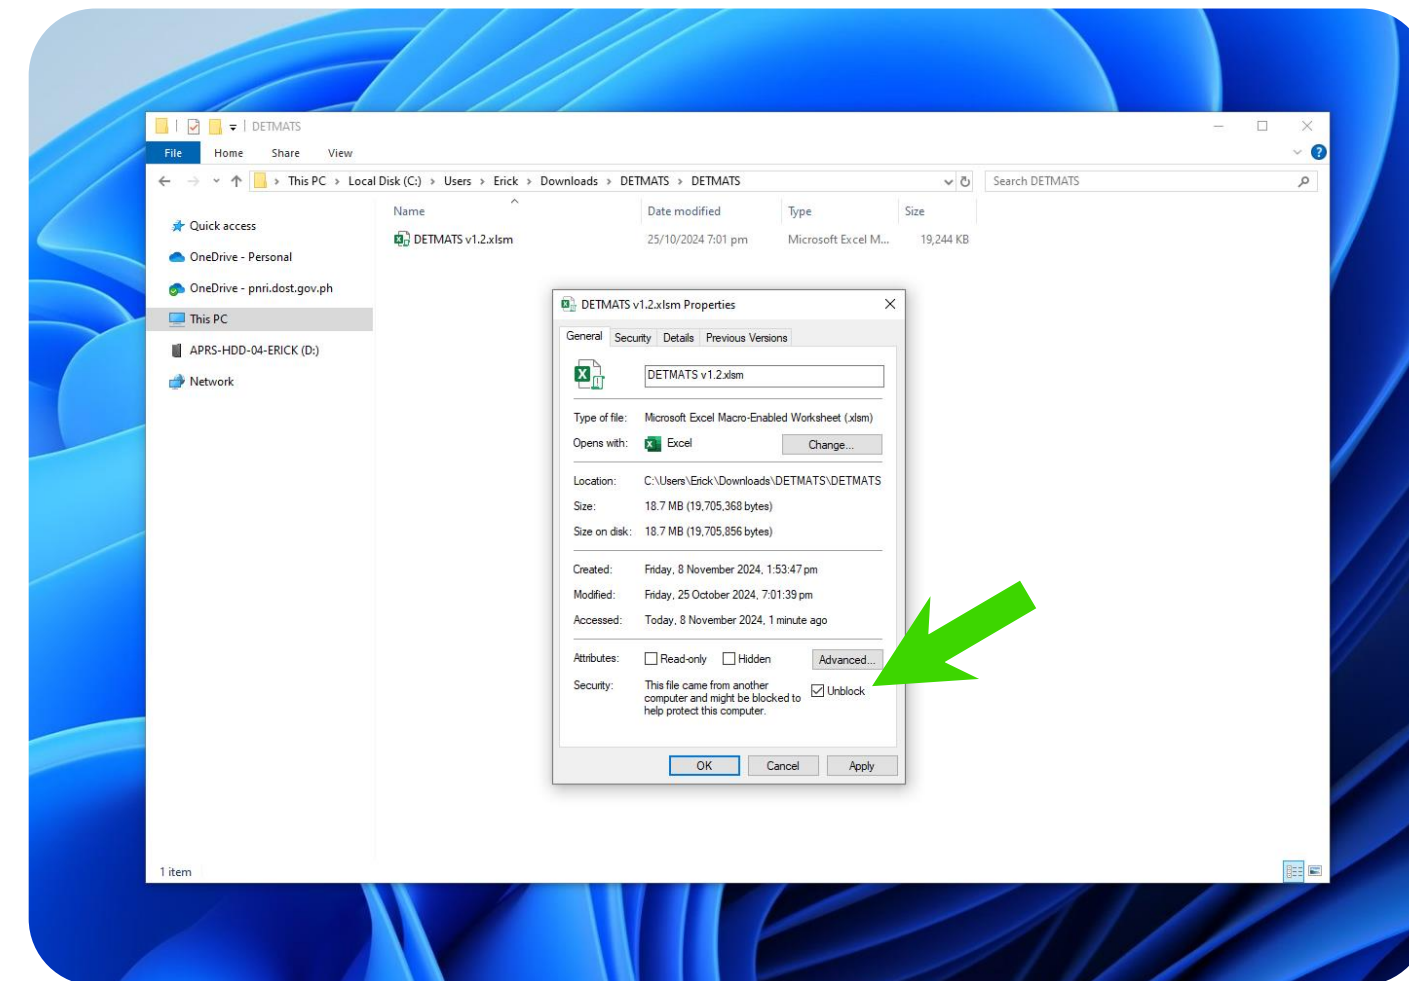 DETMATS
File Home Share View
This PC > Local Disk (C:) > Users > Erick > Downloads > DETMATS > DETMATS
Search DETMATS
Name Date modified Type Size
Quick access
DETMATS v1.2.xlsm 25/10/2024 7:01 pm Microsoft Excel M... 19,244 KB
OneDrive - Personal
OneDrive - pnri.dost.gov.ph
This PC
APRS-HDD-04-ERICK (D:)
Network
DETMATS v1.2.xlsm Properties
General Security Details Previous Versions
DETMATS v1.2.xlsm
Type of file: Microsoft Excel Macro-Enabled Worksheet (.xlsm)
Opens with: Excel Change...
Location: C:\Users\Erick\Downloads\DETMATS\DETMATS
Size: 18.7 MB (19,705,368 bytes)
Size on disk: 18.7 MB (19,705,856 bytes)
Created: Friday, 8 November 2024, 1:53:47 pm
Modified: Friday, 25 October 2024, 7:01:39 pm
Accessed: Today, 8 November 2024, 1 minute ago
Attributes: Read-only Hidden Advanced...
Security: This file came from another
computer and might be blocked to
help protect this computer.
Unblock
OK Cancel Apply
1 item